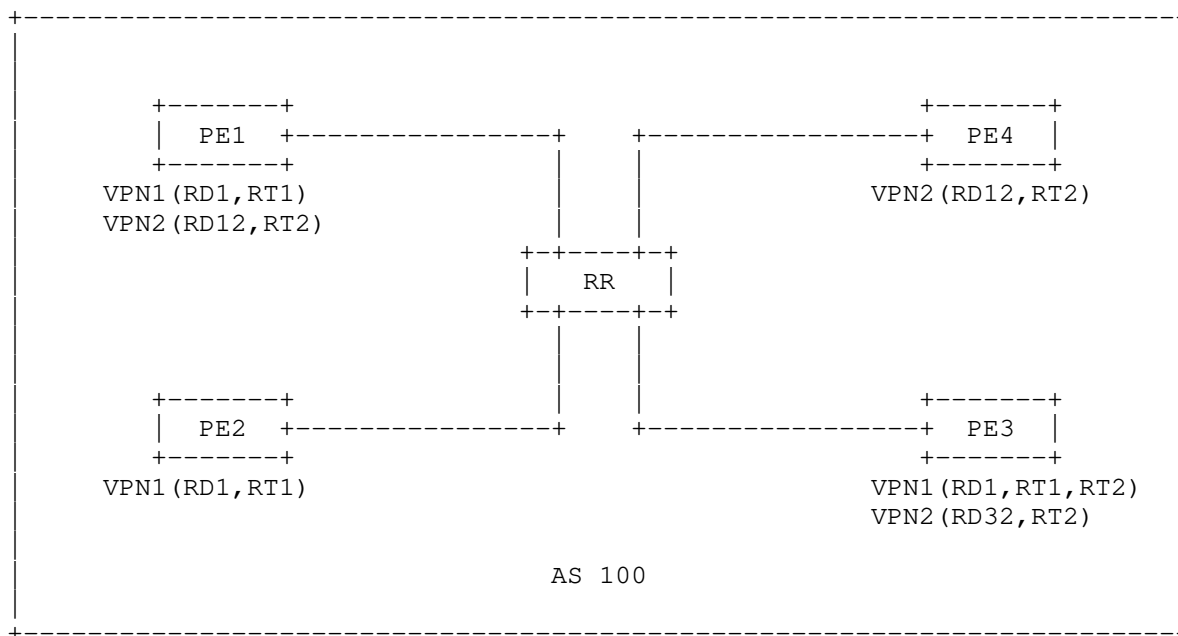 PE1 PE4
VPN1(RD1,RT1) VPN2(RD12,RT2)
VPN2(RD12,RT2)
RR
PE2 PE3
VPN1(RD1,RT1) VPN1(RD1,RT1,RT2)
VPN2(RD32,RT2)
AS 100